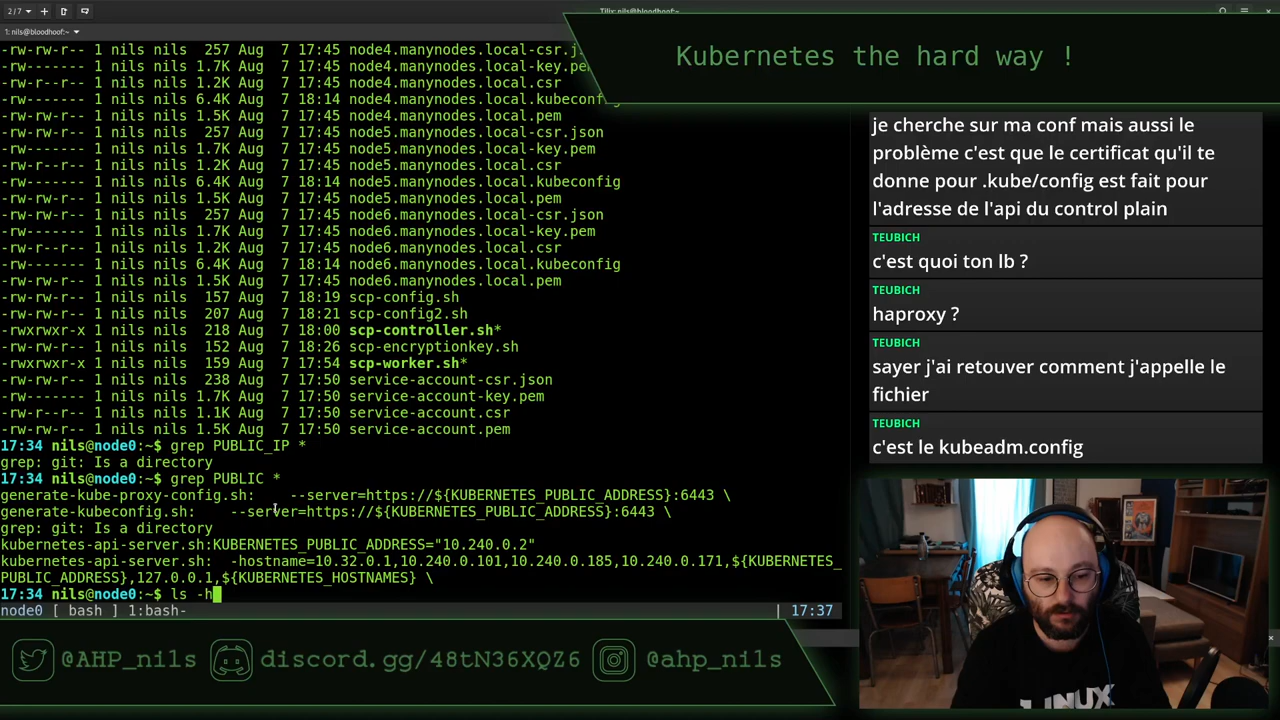 2/7
Tilix: nils@bloodhoof:~
1: nils@bloodhoof:~
Kubernetes the hard way !
-rw-rw-r-- 1 nils nils  257 Aug  7 17:45 node4.manynodes.local-csr.j
-rw------- 1 nils nils 1.7K Aug  7 17:45 node4.manynodes.local-key.pe
-rw-r--r-- 1 nils nils 1.2K Aug  7 17:45 node4.manynodes.local.csr
-rw------- 1 nils nils 6.4K Aug  7 18:14 node4.manynodes.local.kubeconfig
-rw-rw-r-- 1 nils nils 1.5K Aug  7 17:45 node4.manynodes.local.pem
-rw-rw-r-- 1 nils nils  257 Aug  7 17:45 node5.manynodes.local-csr.json
-rw------- 1 nils nils 1.7K Aug  7 17:45 node5.manynodes.local-key.pem
-rw-r--r-- 1 nils nils 1.2K Aug  7 17:45 node5.manynodes.local.csr
-rw------- 1 nils nils 6.4K Aug  7 18:14 node5.manynodes.local.kubeconfig
-rw-rw-r-- 1 nils nils 1.5K Aug  7 17:45 node5.manynodes.local.pem
-rw-rw-r-- 1 nils nils  257 Aug  7 17:45 node6.manynodes.local-csr.json
-rw------- 1 nils nils 1.7K Aug  7 17:45 node6.manynodes.local-key.pem
-rw-r--r-- 1 nils nils 1.2K Aug  7 17:45 node6.manynodes.local.csr
-rw------- 1 nils nils 6.4K Aug  7 18:14 node6.manynodes.local.kubeconfig
-rw-rw-r-- 1 nils nils 1.5K Aug  7 17:45 node6.manynodes.local.pem
-rw-rw-r-- 1 nils nils  157 Aug  7 18:19 scp-config.sh
-rw-rw-r-- 1 nils nils  207 Aug  7 18:21 scp-config2.sh
-rwxrwxr-x 1 nils nils  218 Aug  7 18:00 scp-controller.sh*
-rw-rw-r-- 1 nils nils  152 Aug  7 18:26 scp-encryptionkey.sh
-rwxrwxr-x 1 nils nils  159 Aug  7 17:54 scp-worker.sh*
-rw-rw-r-- 1 nils nils  238 Aug  7 17:50 service-account-csr.json
-rw------- 1 nils nils 1.7K Aug  7 17:50 service-account-key.pem
-rw-r--r-- 1 nils nils 1.1K Aug  7 17:50 service-account.csr
-rw-rw-r-- 1 nils nils 1.5K Aug  7 17:50 service-account.pem
17:34 nils@node0:~$ grep PUBLIC_IP *
grep: git: Is a directory
17:34 nils@node0:~$ grep PUBLIC *
generate-kube-proxy-config.sh:    --server=https://${KUBERNETES_PUBLIC_ADDRESS}:6443 \
generate-kubeconfig.sh:    --server=https://${KUBERNETES_PUBLIC_ADDRESS}:6443 \
grep: git: Is a directory
kubernetes-api-server.sh:KUBERNETES_PUBLIC_ADDRESS="10.240.0.2"
kubernetes-api-server.sh:  -hostname=10.32.0.1,10.240.0.101,10.240.0.185,10.240.0.171,${KUBERNETES_
PUBLIC_ADDRESS},127.0.0.1,${KUBERNETES_HOSTNAMES} \
17:34 nils@node0:~$ ls -h
node0 [ bash ] 1:bash- | 17:37
je cherche sur ma conf mais aussi le
problème c'est que le certificat qu'il te
donne pour .kube/config est fait pour
l'adresse de l'api du control plain
TEUBICH
c'est quoi ton lb ?
TEUBICH
haproxy ?
TEUBICH
sayer j'ai retouver comment j'appelle le
fichier
TEUBICH
c'est le kubeadm.config
@AHP_nils
discord.gg/48tN36XQZ6
@ahp_nils
LINUX